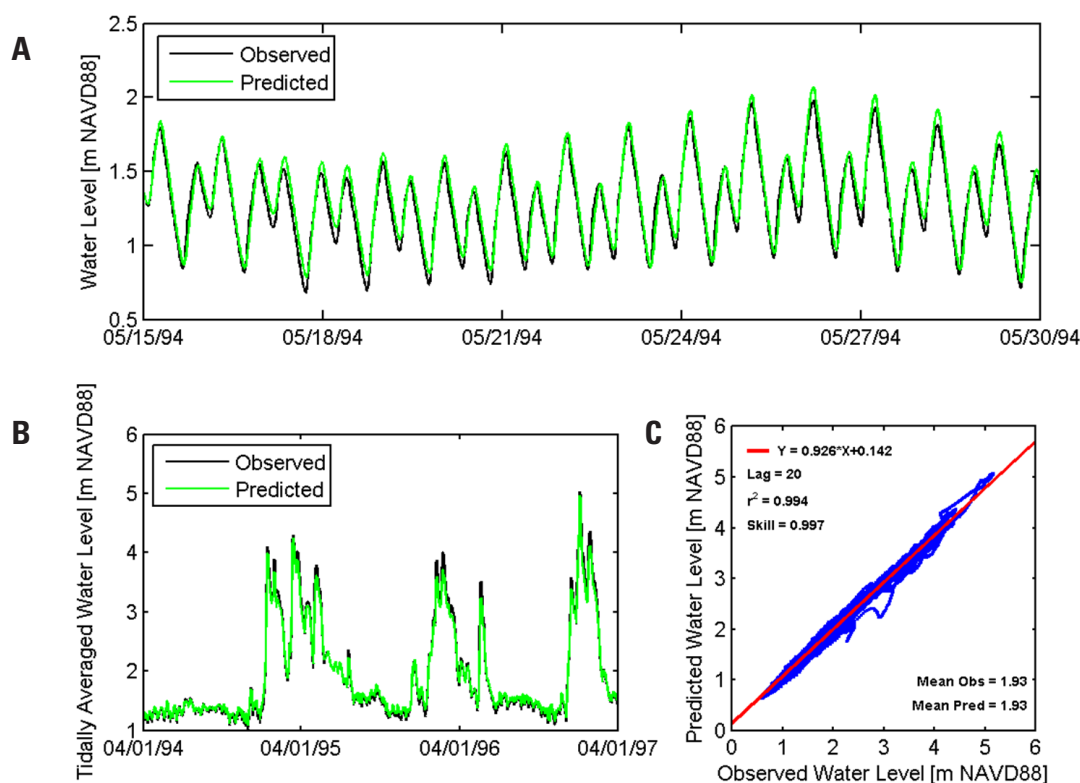 A
Water Level [m NAVD88]
2.5
2
1.5
1
0.5
Observed
Predicted
05/15/94 05/18/94 05/21/94 05/24/94 05/27/94 05/30/94
B
Tidally Averaged Water Level [m NAVD88]
6
5
4
3
2
1
Observed
Predicted
04/01/94 04/01/95 04/01/96 04/01/97
C
Predicted Water Level [m NAVD88]
6
5
4
3
2
1
0
Y = 0.926*X+0.142
Lag = 20
r² = 0.994
Skill = 0.997
Mean Obs = 1.93
Mean Pred = 1.93
0 1 2 3 4 5 6
Observed Water Level [m NAVD88]